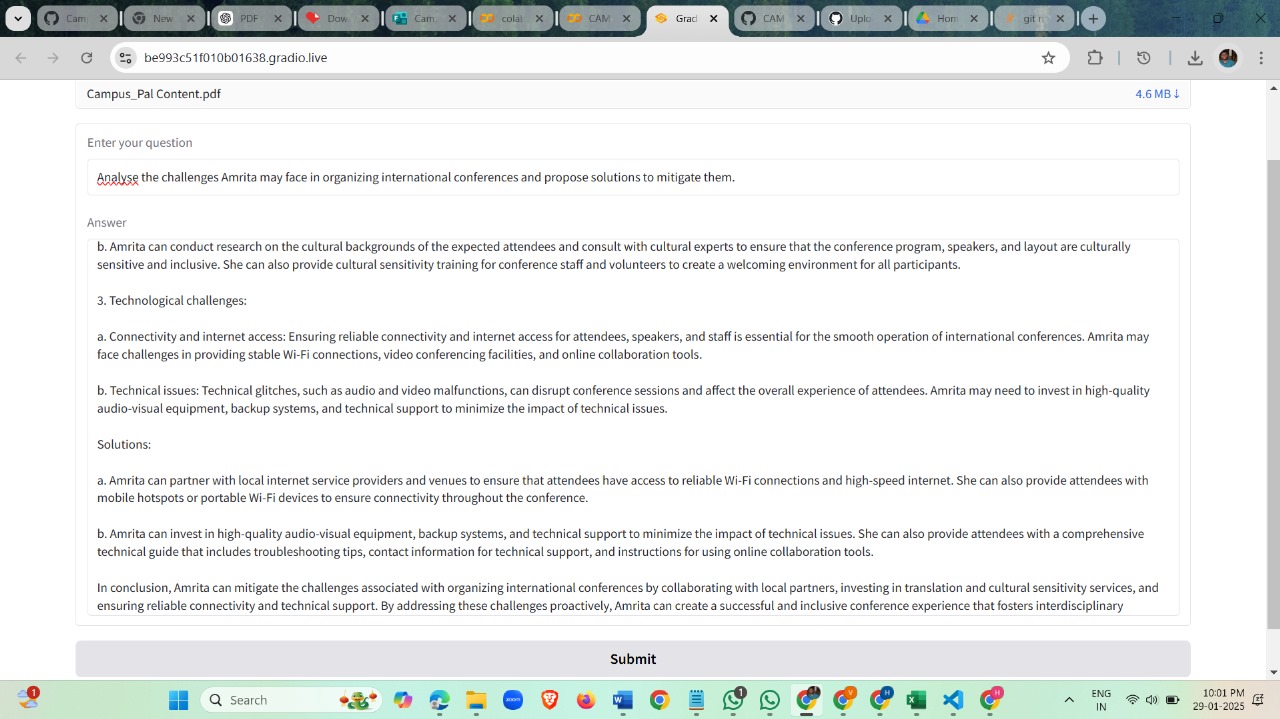 Cam
New
PDF
Dow
Cam
colal
CAM
Grad
CAM
Uplo
Hom
git r
be993c51f010b01638.gradio.live
Campus_Pal Content.pdf
4.6 MB↓
Enter your question
Analyse the challenges Amrita may face in organizing international conferences and propose solutions to mitigate them.
Answer
b. Amrita can conduct research on the cultural backgrounds of the expected attendees and consult with cultural experts to ensure that the conference program, speakers, and layout are culturally
sensitive and inclusive. She can also provide cultural sensitivity training for conference staff and volunteers to create a welcoming environment for all participants.
3. Technological challenges:
a. Connectivity and internet access: Ensuring reliable connectivity and internet access for attendees, speakers, and staff is essential for the smooth operation of international conferences. Amrita may
face challenges in providing stable Wi-Fi connections, video conferencing facilities, and online collaboration tools.
b. Technical issues: Technical glitches, such as audio and video malfunctions, can disrupt conference sessions and affect the overall experience of attendees. Amrita may need to invest in high-quality
audio-visual equipment, backup systems, and technical support to minimize the impact of technical issues.
Solutions:
a. Amrita can partner with local internet service providers and venues to ensure that attendees have access to reliable Wi-Fi connections and high-speed internet. She can also provide attendees with
mobile hotspots or portable Wi-Fi devices to ensure connectivity throughout the conference.
b. Amrita can invest in high-quality audio-visual equipment, backup systems, and technical support to minimize the impact of technical issues. She can also provide attendees with a comprehensive
technical guide that includes troubleshooting tips, contact information for technical support, and instructions for using online collaboration tools.
In conclusion, Amrita can mitigate the challenges associated with organizing international conferences by collaborating with local partners, investing in translation and cultural sensitivity services, and
ensuring reliable connectivity and technical support. By addressing these challenges proactively, Amrita can create a successful and inclusive conference experience that fosters interdisciplinary
Submit
1
Search
zoom
1
V
H
H
ENG
IN
10:01 PM
29-01-2025